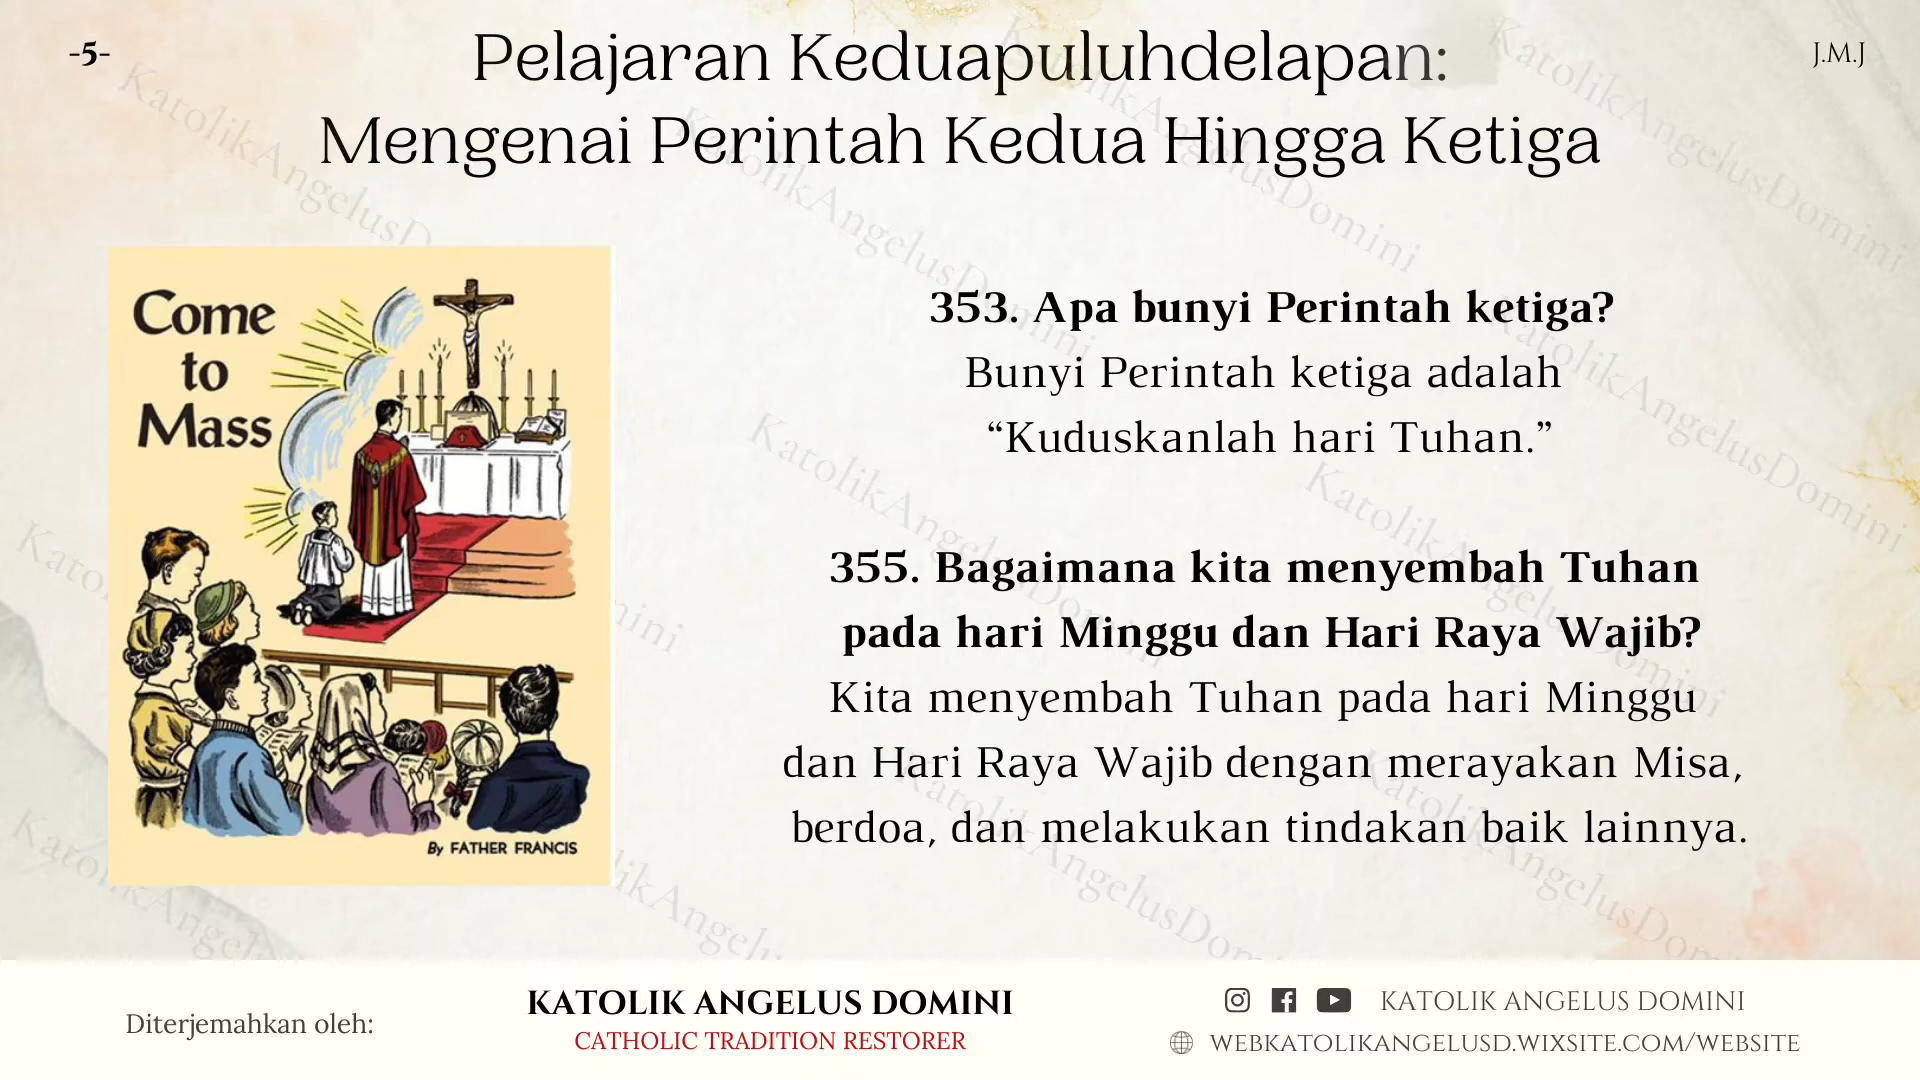 -5-
Pelajaran Keduapuluhdelapan:
J.M.J
Mengenai Perintah Kedua Hingga Ketiga
Come
to
Mass
By FATHER FRANCIS
353. Apa bunyi Perintah ketiga?
Bunyi Perintah ketiga adalah
“Kuduskanlah hari Tuhan.”
355. Bagaimana kita menyembah Tuhan
pada hari Minggu dan Hari Raya Wajib?
Kita menyembah Tuhan pada hari Minggu
dan Hari Raya Wajib dengan merayakan Misa,
berdoa, dan melakukan tindakan baik lainnya.
Diterjemahkan oleh:
KATOLIK ANGELUS DOMINI
CATHOLIC TRADITION RESTORER
KATOLIK ANGELUS DOMINI
WEBKATOLIKANGELUSD.WIXSITE.COM/WEBSITE
KatolikAngelusDomini